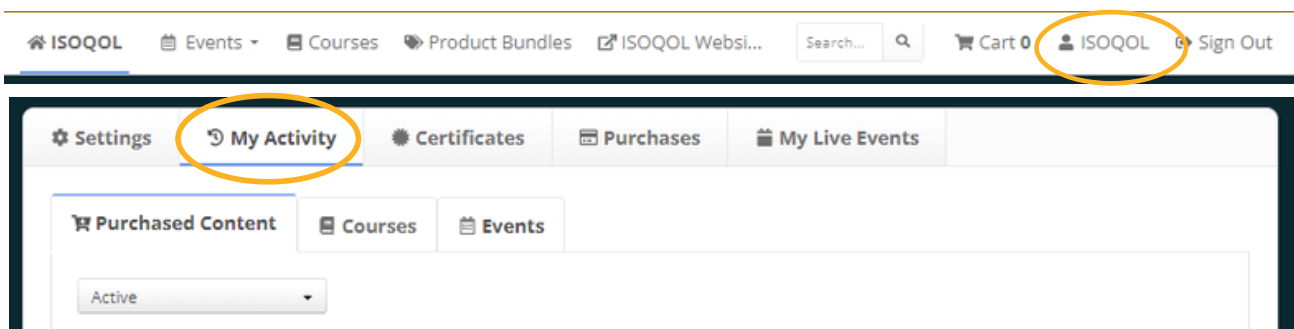 ISOQOL Events Courses Product Bundles ISOQOL Websi... Search... Cart 0 ISOQOL Sign Out
Settings My Activity Certificates Purchases My Live Events
Purchased Content Courses Events
Active